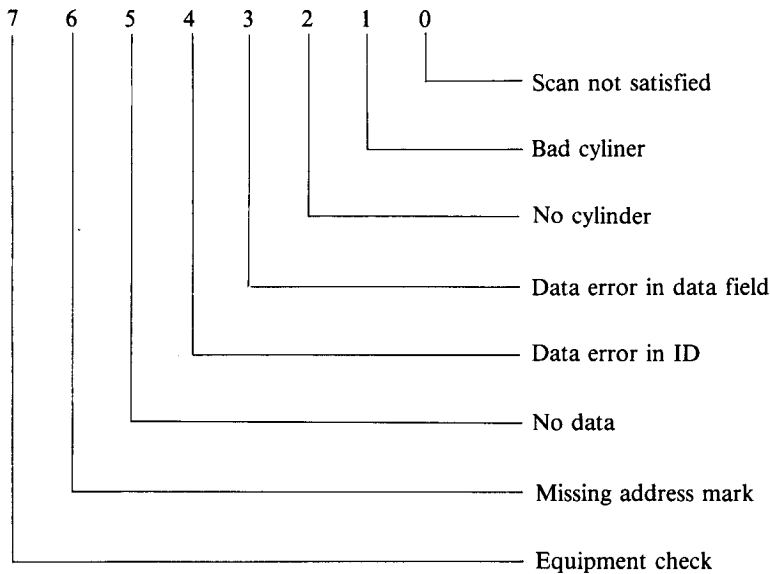 7 6 5 4 3 2 1 0
Scan not satisfied
Bad cyliner
No cylinder
Data error in data field
Data error in ID
No data
Missing address mark
Equipment check